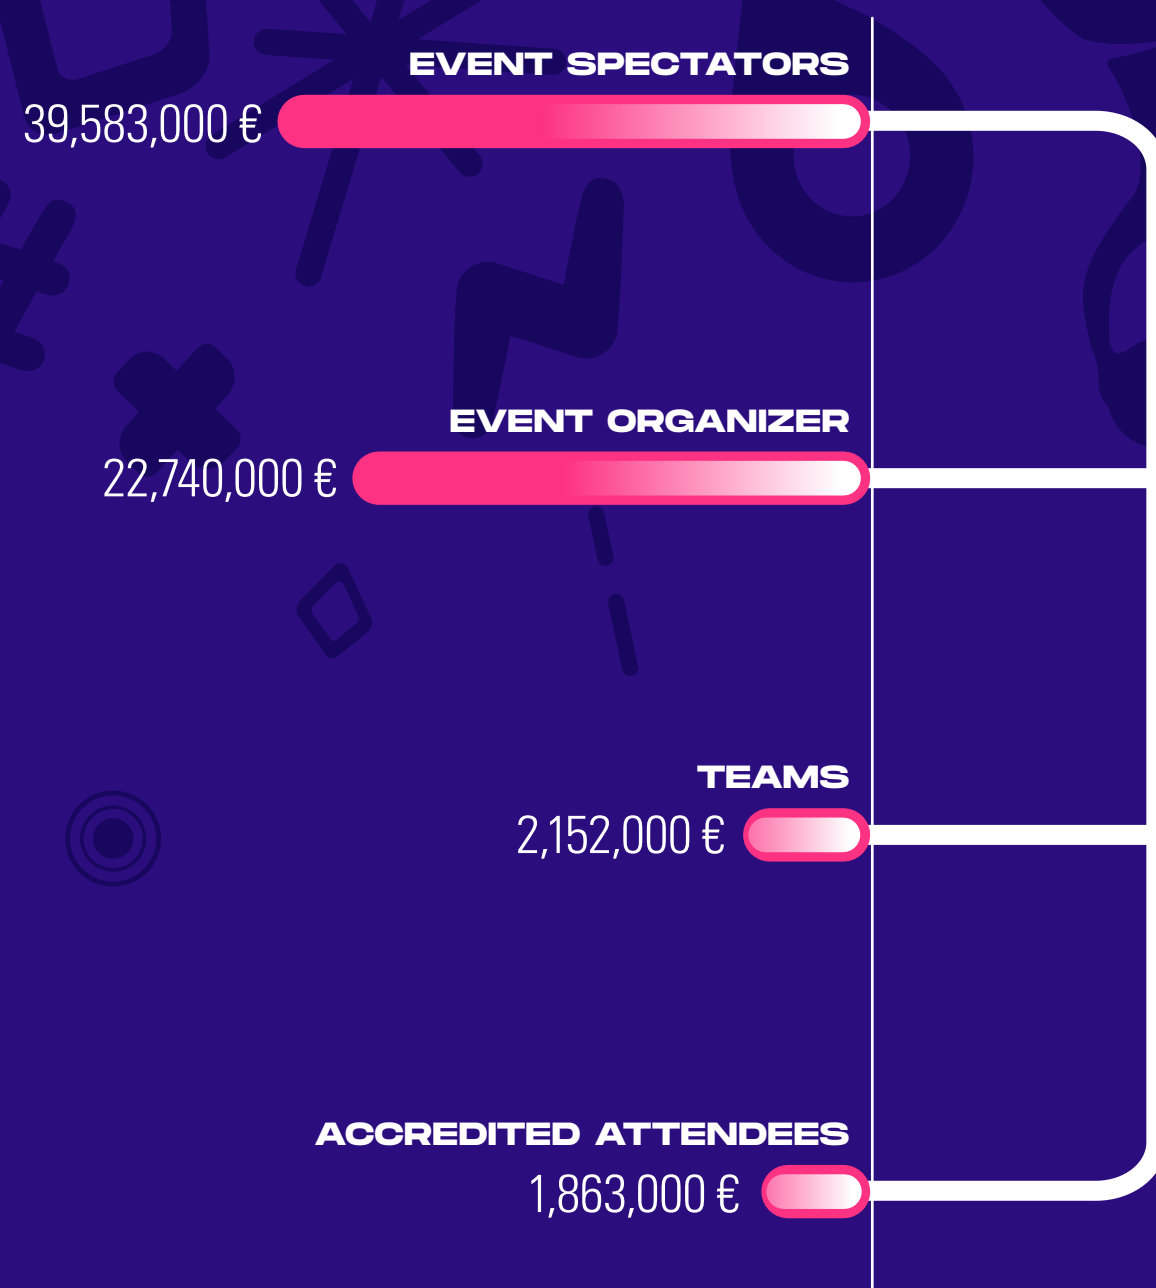 EVENT SPECTATORS
39,583,000 €
EVENT ORGANIZER
22,740,000 €
TEAMS
2,152,000 €
ACCREDITED ATTENDEES
1,863,000 €